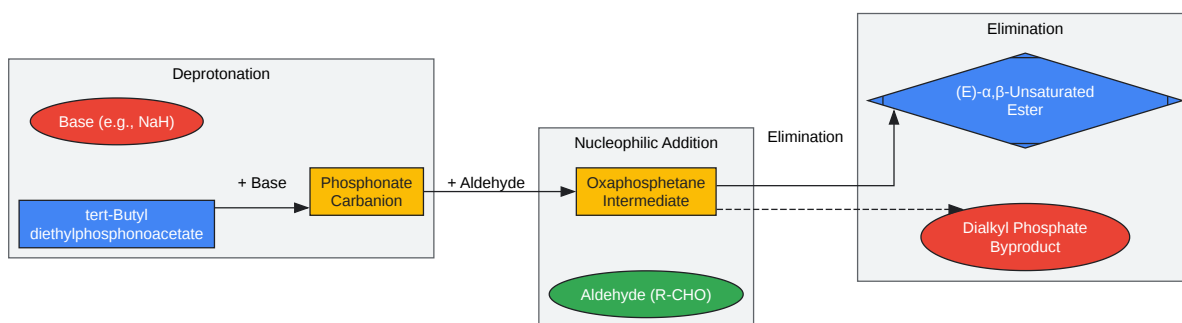 Deprotonation
Base (e.g., NaH)
+ Base
tert-Butyl
diethylphosphonoacetate
Phosphonate
Carbanion
+ Aldehyde
Nucleophilic Addition
Oxaphosphetane
Intermediate
Aldehyde (R-CHO)
Elimination
Elimination
(E)-α,β-Unsaturated
Ester
Dialkyl Phosphate
Byproduct